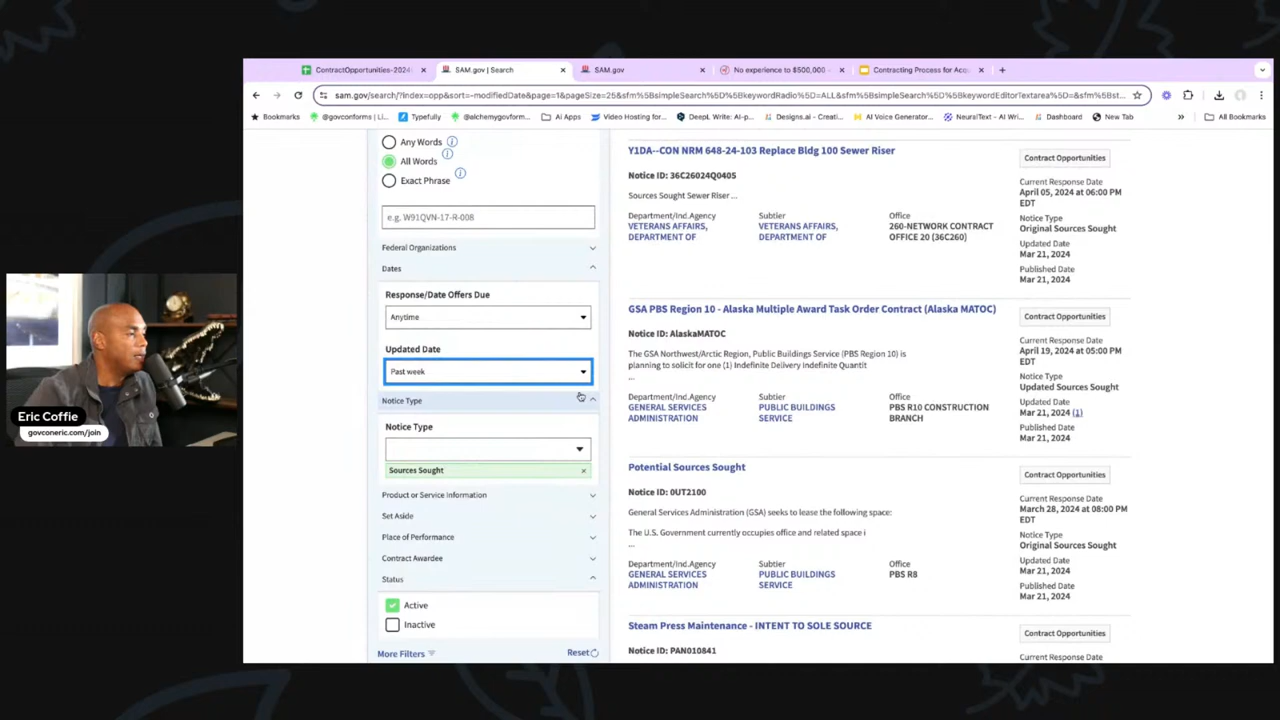 ContractOpportunities-2024
SAM.gov | Search
SAM.gov
No experience to $500,000 -
Contracting Process for Acq
sam.gov/search/?index=opp&sort=-modifiedDate&page=1&pageSize=25&sfm%5BsimpleSearch%5D%5BkeywordRadio%5D=ALL&sfm%5BsimpleSearch%5D%5BkeywordEditorTextarea%5D=&sfm%5Bst...
Bookmarks
@govconforms | Li...
Typefully
@alchemygovform...
Ai Apps
Video Hosting for...
DeepL Write: AI-p...
Designs.ai - Creati...
AI Voice Generator...
NeuralText - AI Wri...
Dashboard
New Tab
All Bookmarks
Any Words
All Words
Exact Phrase
e.g. W91QVN-17-R-008
Federal Organizations
Dates
Response/Date Offers Due
Anytime
Updated Date
Past week
Notice Type
Notice Type
Sources Sought
Product or Service Information
Set Aside
Place of Performance
Contract Awardee
Status
Active
Inactive
More Filters
Reset
Y1DA--CON NRM 648-24-103 Replace Bldg 100 Sewer Riser
Notice ID: 36C26024Q0405
Sources Sought Sewer Riser ...
Department/Ind.Agency
VETERANS AFFAIRS,
DEPARTMENT OF
Subtier
VETERANS AFFAIRS,
DEPARTMENT OF
Office
260-NETWORK CONTRACT
OFFICE 20 (36C260)
Contract Opportunities
Current Response Date
April 05, 2024 at 06:00 PM
EDT
Notice Type
Original Sources Sought
Updated Date
Mar 21, 2024
Published Date
Mar 21, 2024
GSA PBS Region 10 - Alaska Multiple Award Task Order Contract (Alaska MATOC)
Notice ID: AlaskaMATOC
The GSA Northwest/Arctic Region, Public Buildings Service (PBS Region 10) is
planning to solicit for one (1) Indefinite Delivery Indefinite Quantit
...
Department/Ind.Agency
GENERAL SERVICES
ADMINISTRATION
Subtier
PUBLIC BUILDINGS
SERVICE
Office
PBS R10 CONSTRUCTION
BRANCH
Contract Opportunities
Current Response Date
April 19, 2024 at 05:00 PM
EDT
Notice Type
Updated Sources Sought
Updated Date
Mar 21, 2024 (1)
Published Date
Mar 21, 2024
Potential Sources Sought
Notice ID: 0UT2100
General Services Administration (GSA) seeks to lease the following space:
The U.S. Government currently occupies office and related space i
...
Department/Ind.Agency
GENERAL SERVICES
ADMINISTRATION
Subtier
PUBLIC BUILDINGS
SERVICE
Office
PBS R8
Contract Opportunities
Current Response Date
March 28, 2024 at 08:00 PM
EDT
Notice Type
Original Sources Sought
Updated Date
Mar 21, 2024
Published Date
Mar 21, 2024
Steam Press Maintenance - INTENT TO SOLE SOURCE
Notice ID: PAN010841
Contract Opportunities
Current Response Date
Eric Coffie
govconeric.com/join